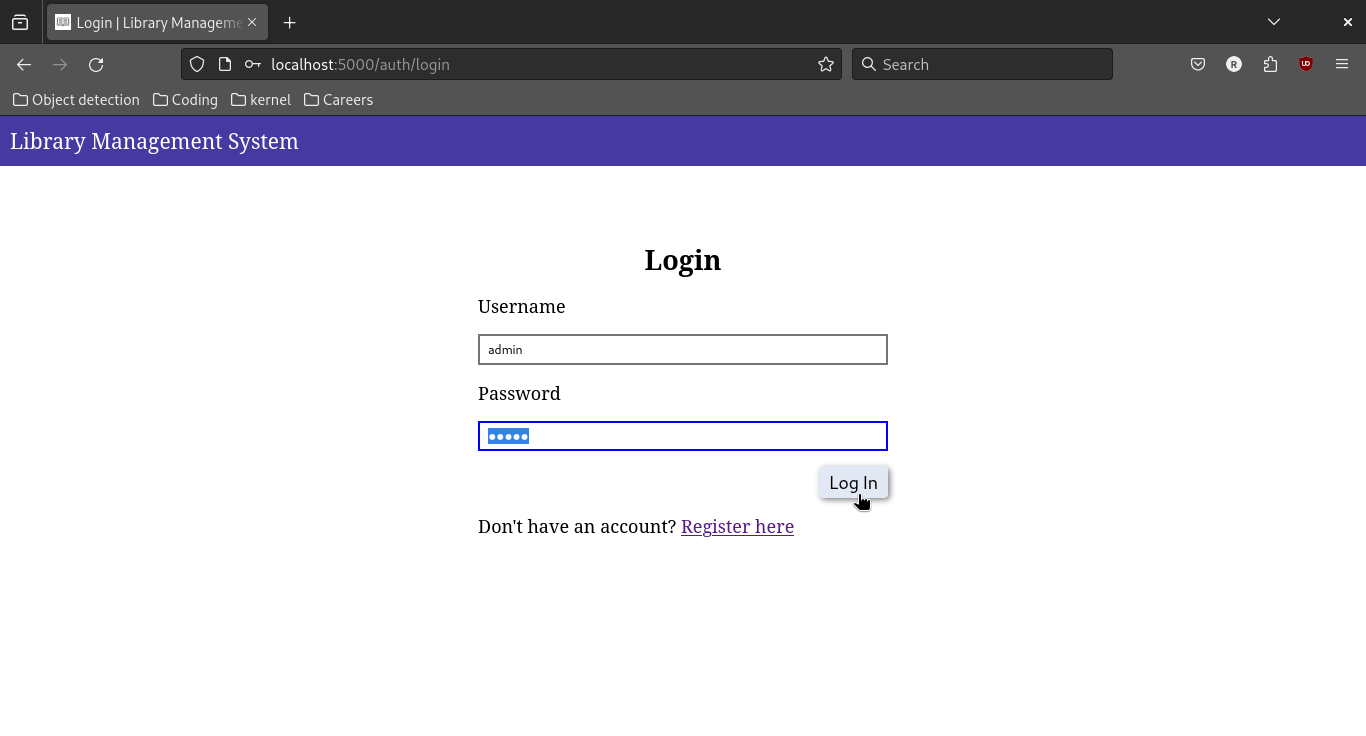 Login | Library Manageme
localhost:5000/auth/login
Search
R
UO
Object detection
Coding
kernel
Careers
Library Management System
Login
Username
admin
Password
•••••
Log In
Don't have an account? Register here